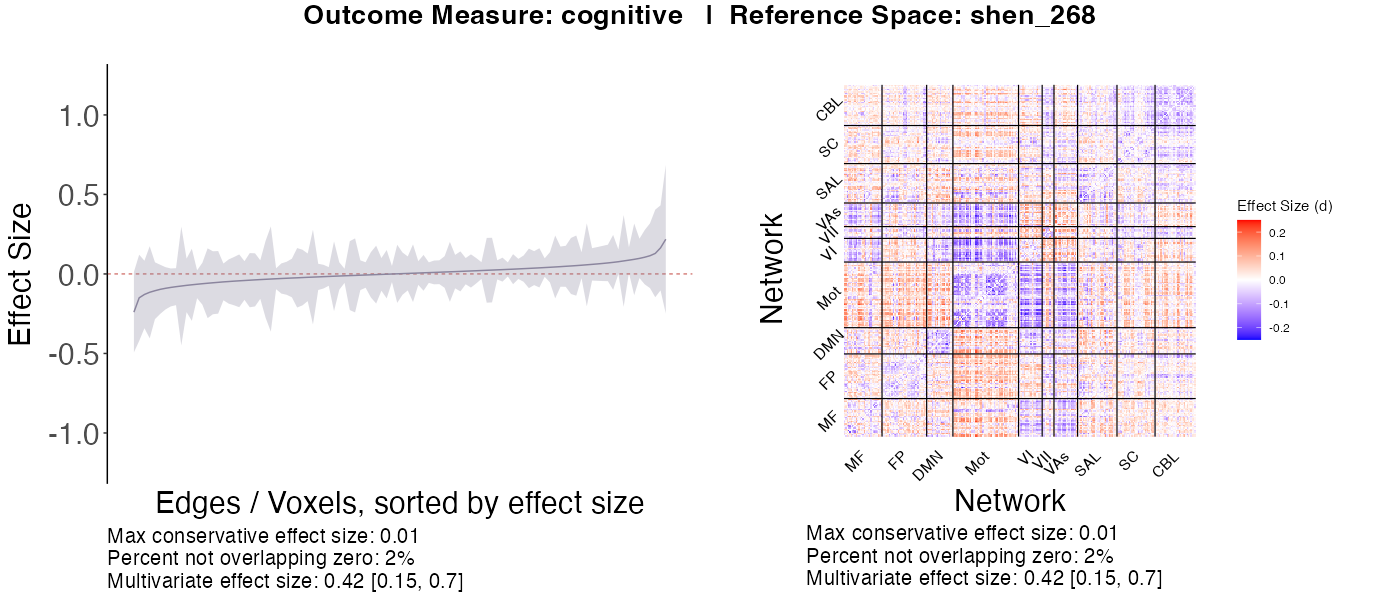 Outcome Measure: cognitive | Reference Space: shen_268
Effect Size
1.0
0.5
0.0
-0.5
-1.0
Edges / Voxels, sorted by effect size
Max conservative effect size: 0.01
Percent not overlapping zero: 2%
Multivariate effect size: 0.42 [0.15, 0.7]
Network
CBL
SC
SAL
VAs
VII
VI
Mot
DMN
FP
MF
MF
FP
DMN
Mot
VI
VII
VAs
SAL
SC
CBL
Network
Max conservative effect size: 0.01
Percent not overlapping zero: 2%
Multivariate effect size: 0.42 [0.15, 0.7]
Effect Size (d)
0.2
0.1
0.0
-0.1
-0.2